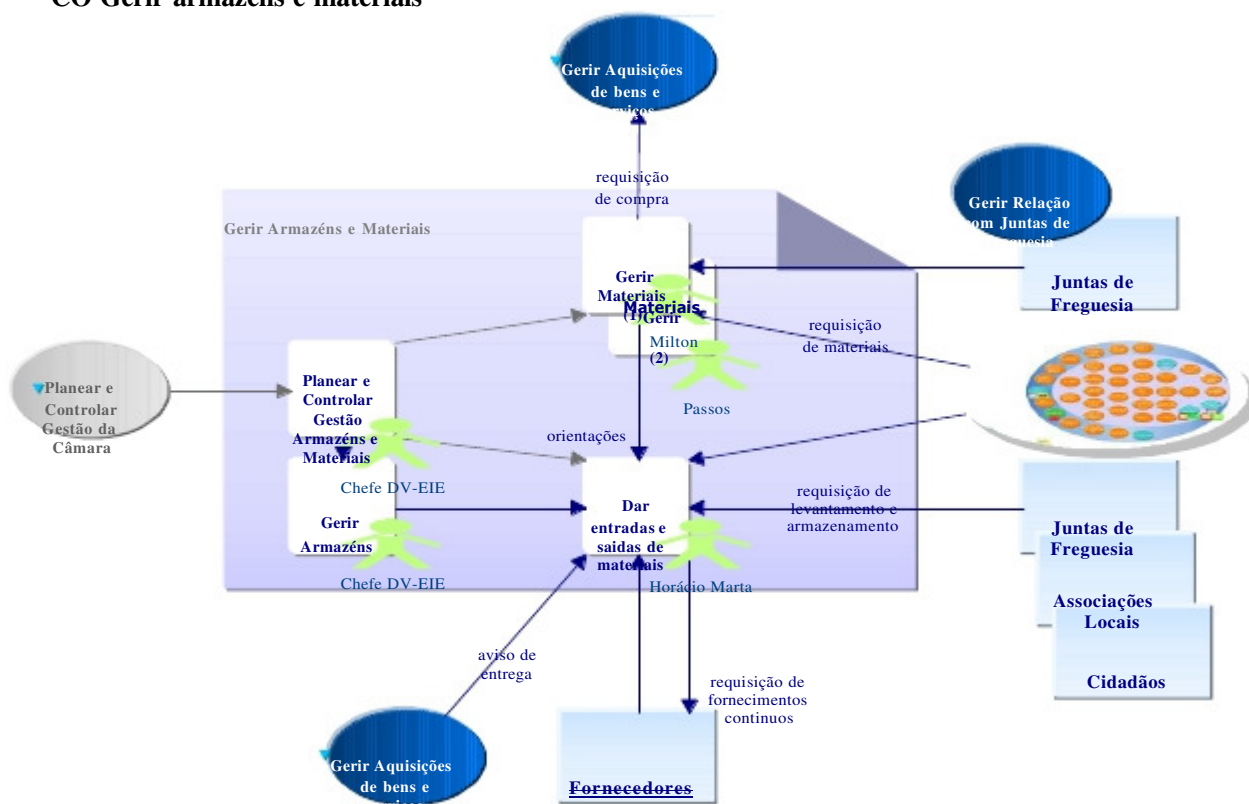 CO Gerir armazéns e materiais
Gerir Aquisições
de bens e
requisição
de compra
Gerir Relação
com Juntas de
Freguesia
Gerir Armazéns e Materiais
Gerir
Materiais
(1)
Juntas de
Freguesia
Materiais
Gerir
(2)
Milton
Passos
requisição
de materiais
Planear e
Controlar
Gestão da
Câmara
Planear e
Controlar
Gestão
Armazéns e
Materiais
Chefe DV-EIE
orientações
Gerir
Armazéns
Chefe DV-EIE
Dar
entradas e
saidas de
materiais
Horácio Marta
requisição de
levantamento e
armazenamento
Juntas de
Freguesia
Associações
Locais
Cidadãos
aviso de
entrega
requisição de
fornecimentos
continuos
Gerir Aquisições
de bens e
Fornecedores